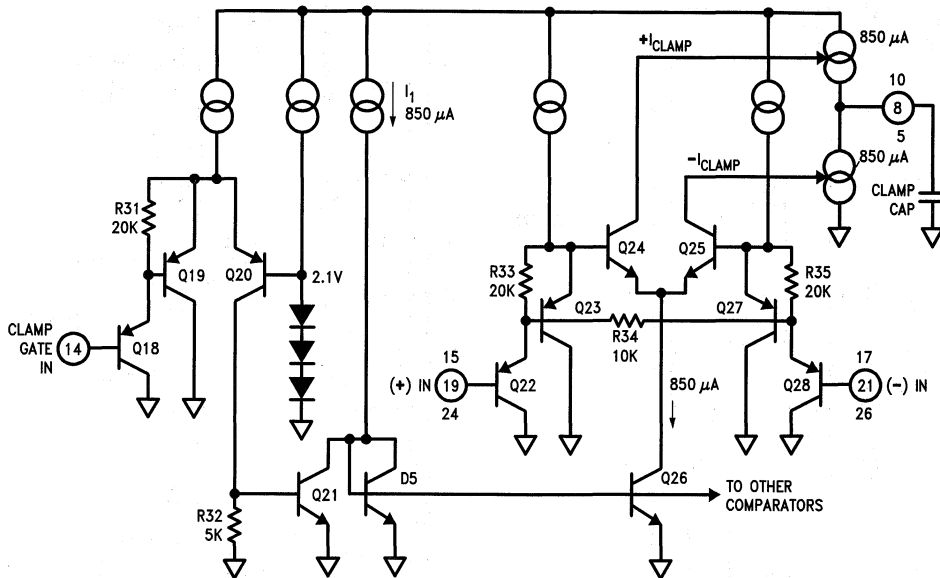 +I CLAMP
850 μA
10
8
5
I1
850 μA
-I CLAMP
850 μA
CLAMP
CAP
R31
20K
Q19
Q20
2.1V
Q24
Q25
R33
20K
Q23
R34
10K
Q27
R35
20K
CLAMP
GATE
IN
14
Q18
15
(+) IN
19
24
Q22
850 μA
Q28
17
21
(-) IN
26
R32
5K
Q21
D5
Q26
TO OTHER
COMPARATORS